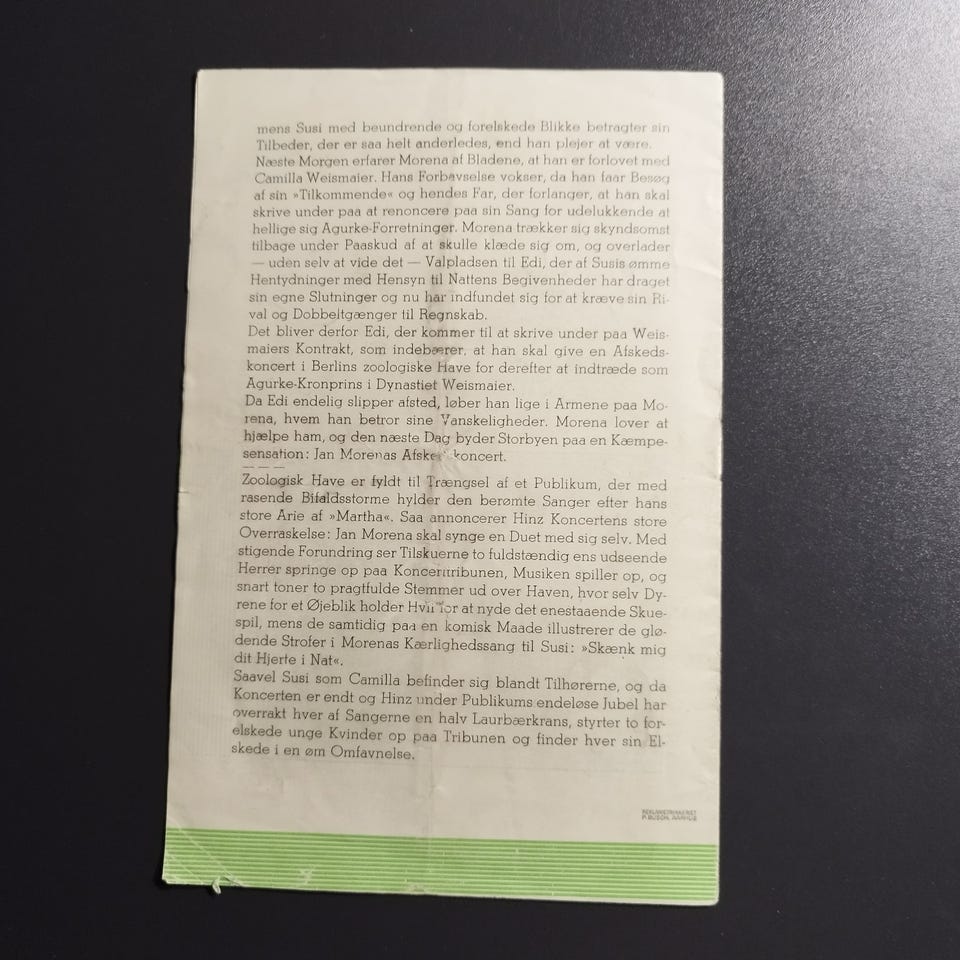 mens Susi med beundrende og forelskede Blikke betragter sin
Tilbeder, der er saa helt anderledes, end han plejer at være.
Næste Morgen erfarer Morena af Bladene, at han er forlovet med
Camilla Weismaier. Hans Forbavselse vokser, da han faar Besøg
af sin »Tilkommende« og hendes Far, der forlanger, at han skal
skrive under paa at renoncere paa sin Sang for udelukkende at
hellige sig Agurke-Forretninger. Morena trækker sig skyndsomst
tilbage under Paaskud af at skulle klæde sig om, og overlader
— uden selv at vide det — Valpladsen til Edi, der af Susis ømme
Hentydninger med Hensyn til Nattens Begivenheder har draget
sin egne Slutninger og nu har indfundet sig for at kræve sin Ri-
val og Dobbeltgænger til Regnskab.
Det bliver derfor Edi, der kommer til at skrive under paa Weis-
maiers Kontrakt, som indebærer, at han skal give en Afskeds-
koncert i Berlins zoologiske Have for derefter at indtræde som
Agurke-Kronprins i Dynastiet Weismaier.
Da Edi endelig slipper afsted, løber han lige i Armene paa Mo-
rena, hvem han betror sine Vanskeligheder. Morena lover at
hjælpe ham, og den næste Dag byder Storbyen paa en Kæmpe-
sensation: Jan Morenas Afskedskoncert.
— — —
Zoologisk Have er fyldt til Trængsel af et Publikum, der med
rasende Bifaldsstorme hylder den berømte Sanger efter hans
store Arie af »Martha«. Saa annoncerer Hinz Koncertens store
Overraskelse: Jan Morena skal synge en Duet med sig selv. Med
stigende Forundring ser Tilskuerne to fuldstændig ens udseende
Herrer springe op paa Koncerttribunen, Musiken spiller op, og
snart toner to pragtfulde Stemmer ud over Haven, hvor selv Dy-
rene for et Øjeblik holder Hvil for at nyde det enestaaende Skue-
spil, mens de samtidig paa en komisk Maade illustrerer de glø-
dende Strofer i Morenas Kærlighedssang til Susi: »Skænk mig
dit Hjerte i Nat«.
Saavel Susi som Camilla befinder sig blandt Tilhørerne, og da
Koncerten er endt og Hinz under Publikums endeløse Jubel har
overrakt hver af Sangerne en halv Laurbærkrans, styrter to for-
elskede unge Kvinder op paa Tribunen og finder hver sin El-
skede i en øm Omfavnelse.
REKLAMETRYKKERIET
P. BUSCH, AARHUS